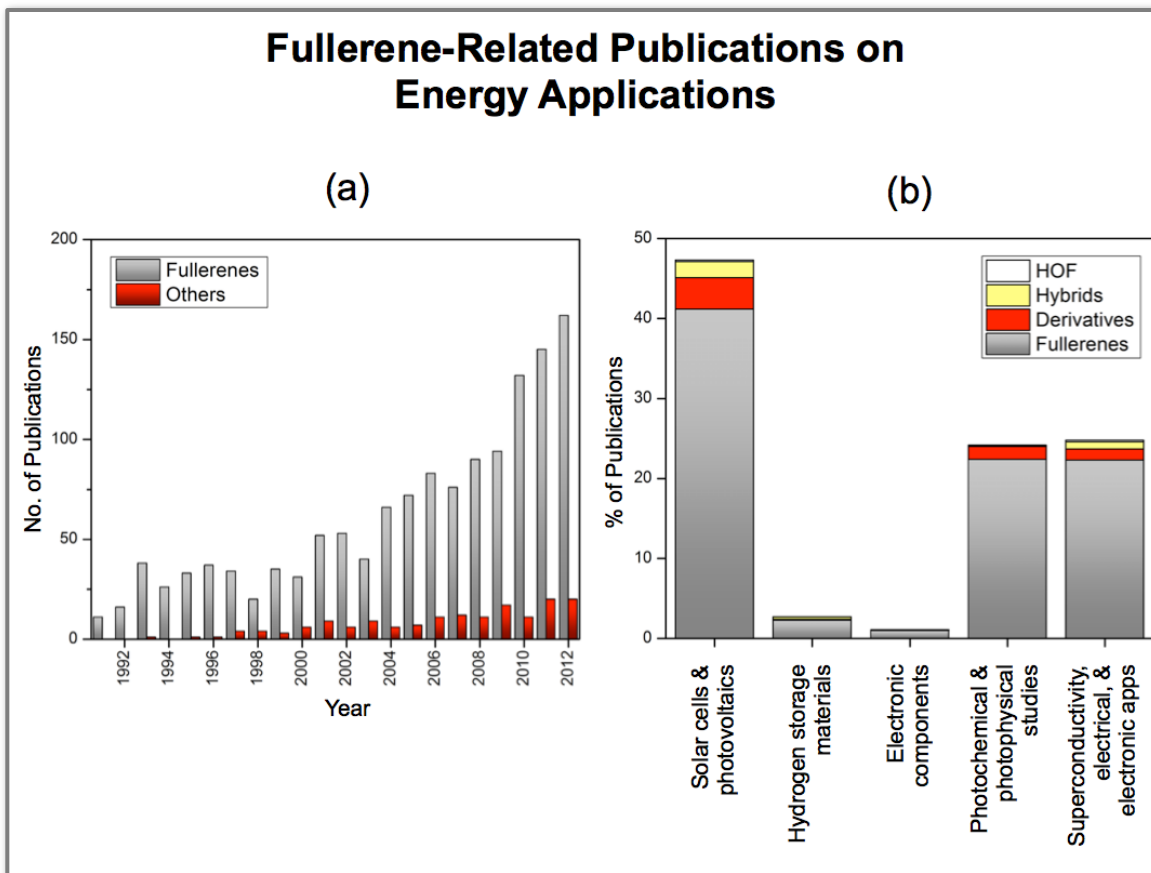 Fullerene-Related Publications on
Energy Applications
(a)
200
150
100
50
0
No. of Publications
Fullerenes
Others
1992
1994
1996
1998
2000
2002
2004
2006
2008
2010
2012
Year
(b)
50
40
30
20
10
0
% of Publications
HOF
Hybrids
Derivatives
Fullerenes
Solar cells &
photovoltaics
Hydrogen storage
materials
Electronic
components
Photochemical &
photophysical
studies
Superconductivity,
electrical, &
electronic apps